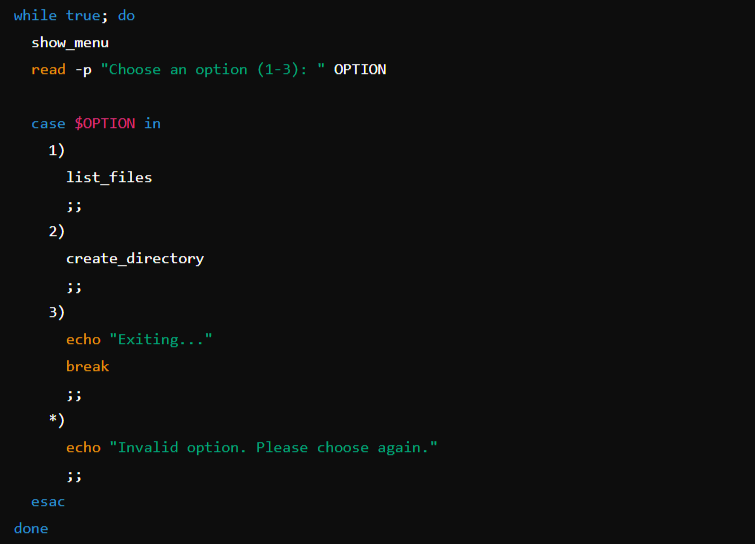 while true; do
  show_menu
  read -p "Choose an option (1-3): " OPTION

  case $OPTION in
    1)
      list_files
      ;;
    2)
      create_directory
      ;;
    3)
      echo "Exiting..."
      break
      ;;
    *)
      echo "Invalid option. Please choose again."
      ;;
  esac
done